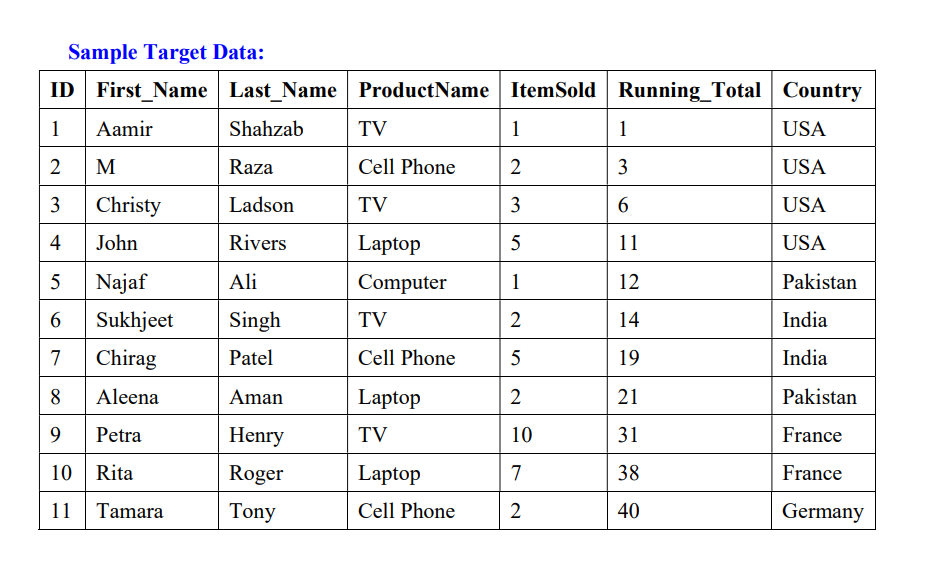 Sample Target Data:
ID First_Name Last_Name ProductName ItemSold Running_Total Country
1 Aamir Shahzab TV 1 1 USA
2 M Raza Cell Phone 2 3 USA
3 Christy Ladson TV 3 6 USA
4 John Rivers Laptop 5 11 USA
5 Najaf Ali Computer 1 12 Pakistan
6 Sukhjeet Singh TV 2 14 India
7 Chirag Patel Cell Phone 5 19 India
8 Aleena Aman Laptop 2 21 Pakistan
9 Petra Henry TV 10 31 France
10 Rita Roger Laptop 7 38 France
11 Tamara Tony Cell Phone 2 40 Germany